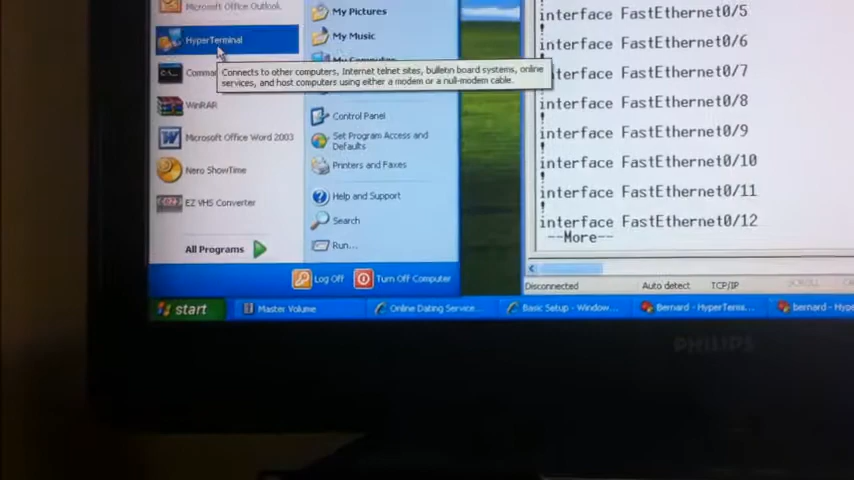 Microsoft Office Outlook
HyperTerminal
Connects to other computers, Internet telnet sites, bulletin board systems, online
services, and host computers using either a modem or a null-modem cable.
WinRAR
Microsoft Office Word 2003
Nero ShowTime
EZ VHS Converter
All Programs
My Pictures
My Music
My Computer
Control Panel
Set Program Access and
Defaults
Printers and Faxes
Help and Support
Search
Run...
Log Off
Turn Off Computer
interface FastEthernet0/5
!
interface FastEthernet0/6
!
interface FastEthernet0/7
!
interface FastEthernet0/8
!
interface FastEthernet0/9
!
interface FastEthernet0/10
!
interface FastEthernet0/11
!
interface FastEthernet0/12
--More--
Disconnected
Auto detect
TCP/IP
SCROLL
start
Master Volume
Online Dating Service...
Basic Setup - Window...
Bernard - HyperTerm...
bernard - Hype
PHILIPS